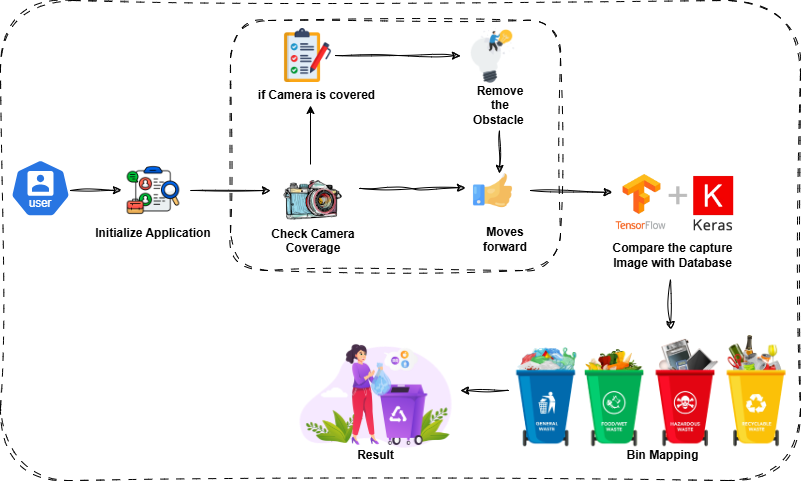 if Camera is covered
Remove
the
Obstacle
user
Initialize Application
Check Camera
Coverage
Moves
forward
TensorFlow
+
K
Keras
Compare the capture
Image with Database
GENERAL
WASTE
FOOD/WET
WASTE
HAZARDOUS
WASTE
RECYCLABLE
WASTE
Result
Bin Mapping